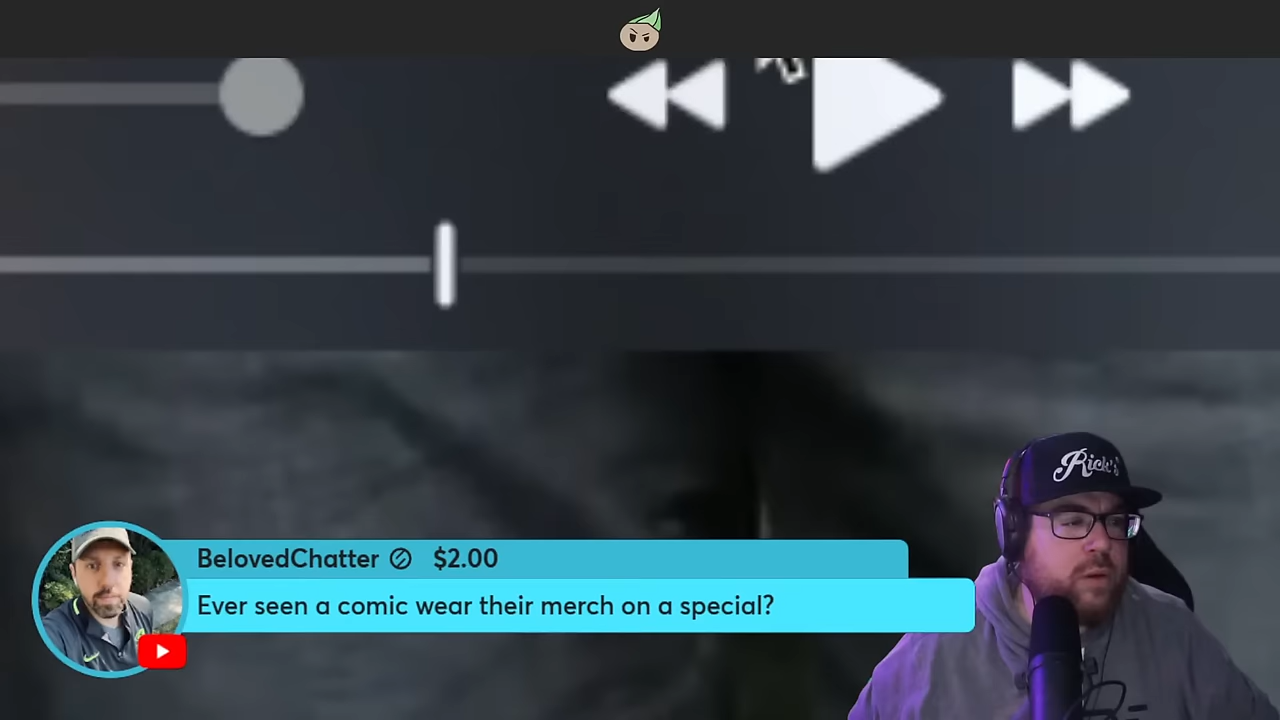 Rick's
BelovedChatter $2.00
Ever seen a comic wear their merch on a special?